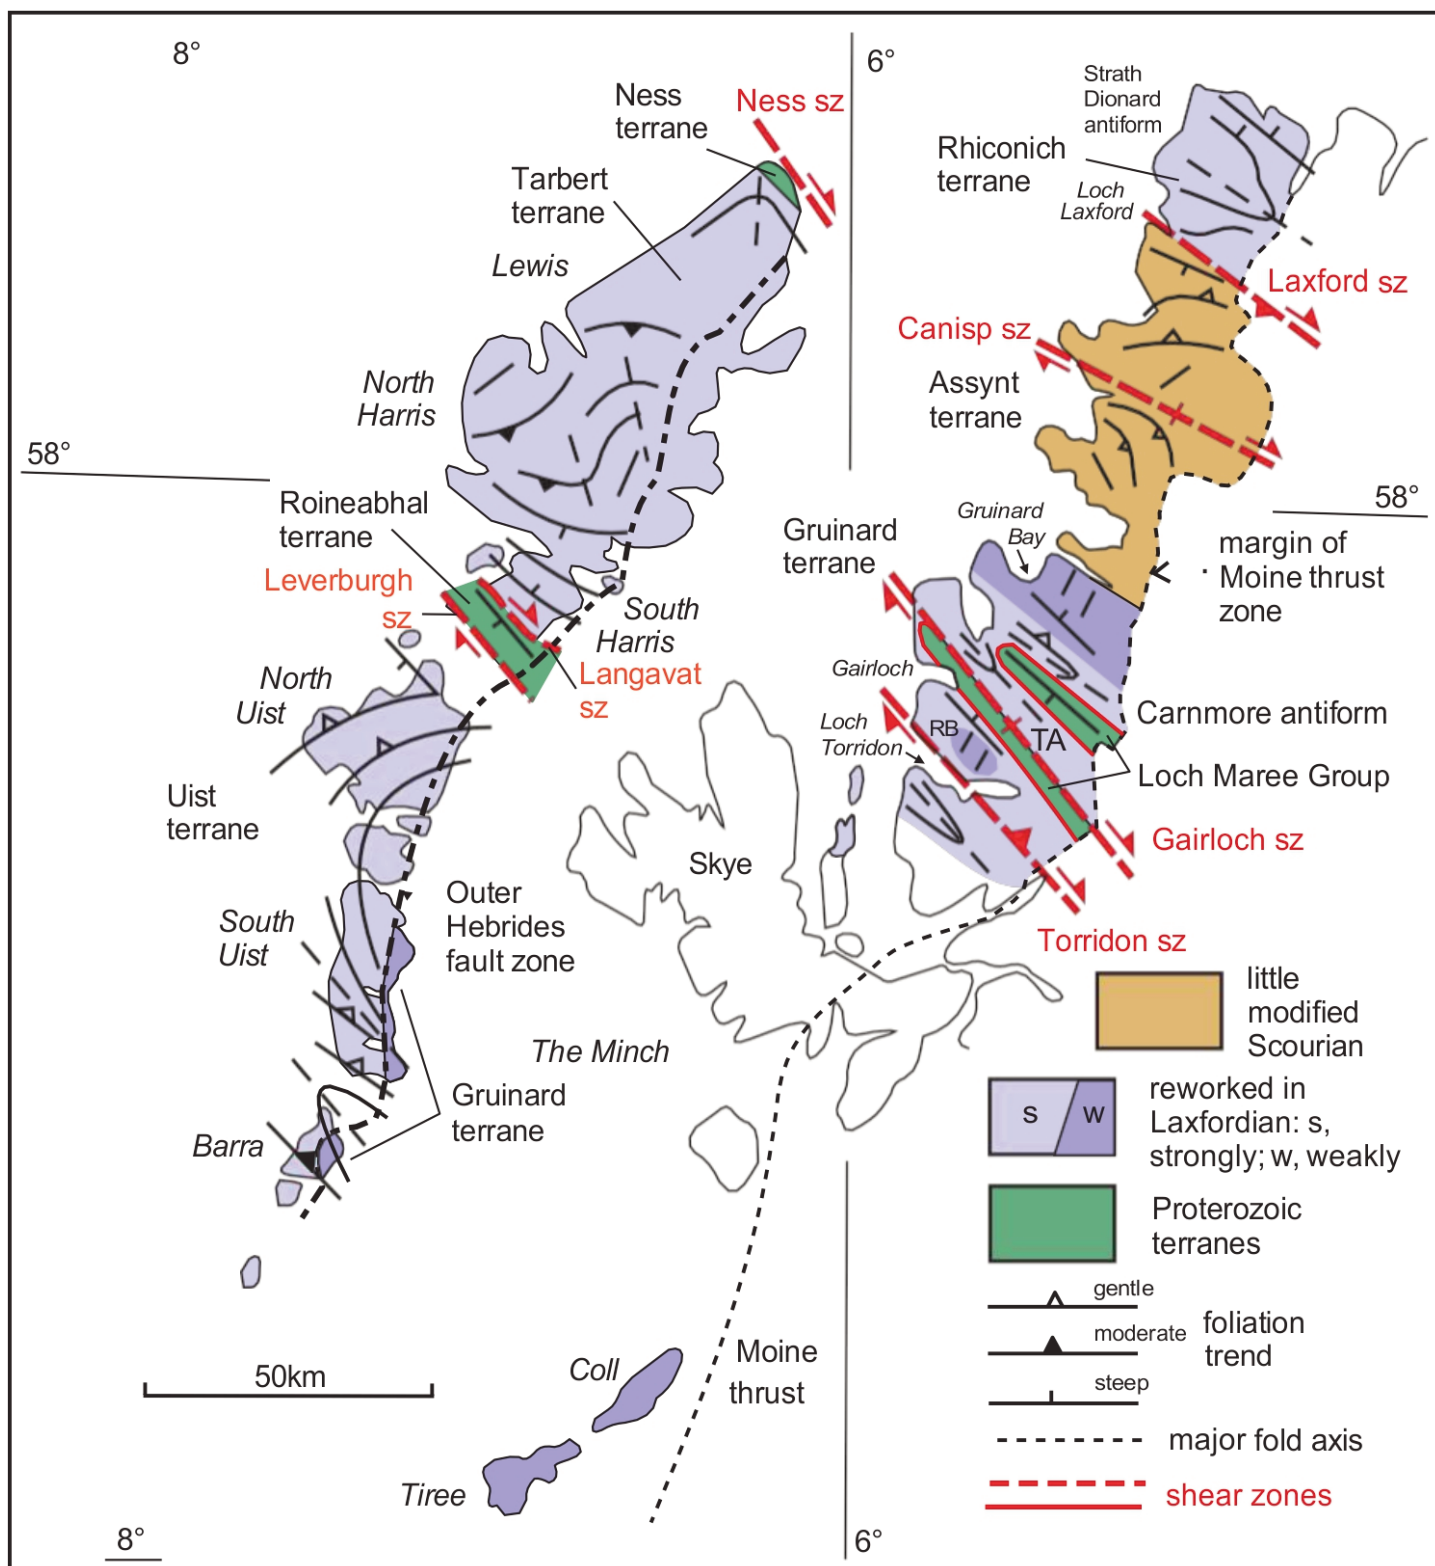 8°
6°
Ness
terrane
Ness sz
Strath
Dionard
antiform
Rhiconich
terrane
Loch
Laxford
Tarbert
terrane
Lewis
Laxford sz
Canisp sz
Assynt
terrane
North
Harris
58°
58°
Roineabhal
terrane
Leverburgh
sz
Gruinard
terrane
Gruinard
Bay
margin of
Moine thrust
zone
South
Harris
Langavat
sz
North
Uist
Gairloch
Loch
Torridon
RB
TA
Carnmore antiform
Loch Maree Group
Gairloch sz
Uist
terrane
Skye
South
Uist
Outer
Hebrides
fault zone
Torridon sz
The Minch
Gruinard
terrane
Barra
little
modified
Scourian
s
w
reworked in
Laxfordian: s,
strongly; w, weakly
Proterozoic
terranes
gentle
moderate
steep
foliation
trend
major fold axis
shear zones
50km
Coll
Moine
thrust
Tiree
8°
6°